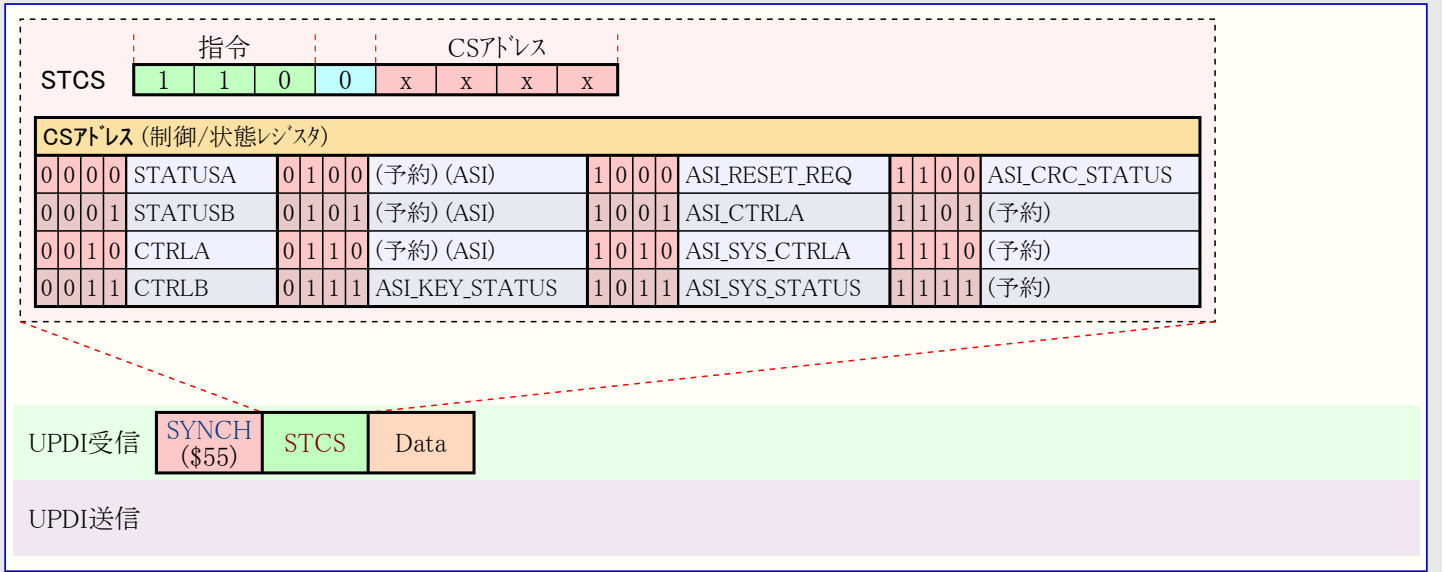 指令 CSアドレス
STCS 1 1 0 0 x x x x
CSアドレス (制御/状態レジスタ)
0 0 0 0 STATUSA 0 1 0 0 (予約) (ASI) 1 0 0 0 ASI_RESET_REQ 1 1 0 0 ASI_CRC_STATUS
0 0 0 1 STATUSB 0 1 0 1 (予約) (ASI) 1 0 0 1 ASI_CTRLA 1 1 0 1 (予約)
0 0 1 0 CTRLA 0 1 1 0 (予約) (ASI) 1 0 1 0 ASI_SYS_CTRLA 1 1 1 0 (予約)
0 0 1 1 CTRLB 0 1 1 1 ASI_KEY_STATUS 1 0 1 1 ASI_SYS_STATUS 1 1 1 1 (予約)
UPDI受信 SYNCH ($55) STCS Data
UPDI送信